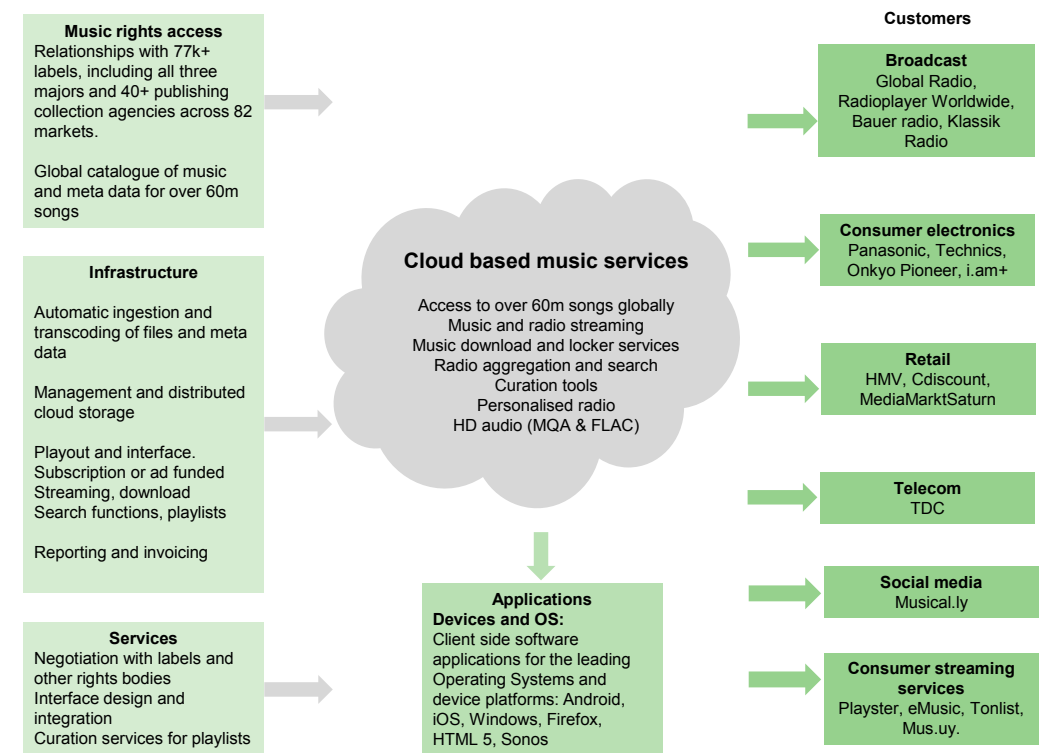 Music rights access
Relationships with 77k+
labels, including all three
majors and 40+ publishing
collection agencies across 82
markets.
Global catalogue of music
and meta data for over 60m
songs
Infrastructure
Automatic ingestion and
transcoding of files and meta
data
Management and distributed
cloud storage
Playout and interface.
Subscription or ad funded
Streaming, download
Search functions, playlists
Reporting and invoicing
Services
Negotiation with labels and
other rights bodies
Interface design and
integration
Curation services for playlists
Cloud based music services
Access to over 60m songs globally
Music and radio streaming
Music download and locker services
Radio aggregation and search
Curation tools
Personalised radio
HD audio (MQA & FLAC)
Applications
Devices and OS:
Client side software
applications for the leading
Operating Systems and
device platforms: Android,
iOS, Windows, Firefox,
HTML 5, Sonos
Customers
Broadcast
Global Radio,
Radioplayer Worldwide,
Bauer radio, Klassik
Radio
Consumer electronics
Panasonic, Technics,
Onkyo Pioneer, i.am+
Retail
HMV, Cdiscount,
MediaMarktSaturn
Telecom
TDC
Social media
Musical.ly
Consumer streaming
services
Playster, eMusic, Tonlist,
Mus.uy.